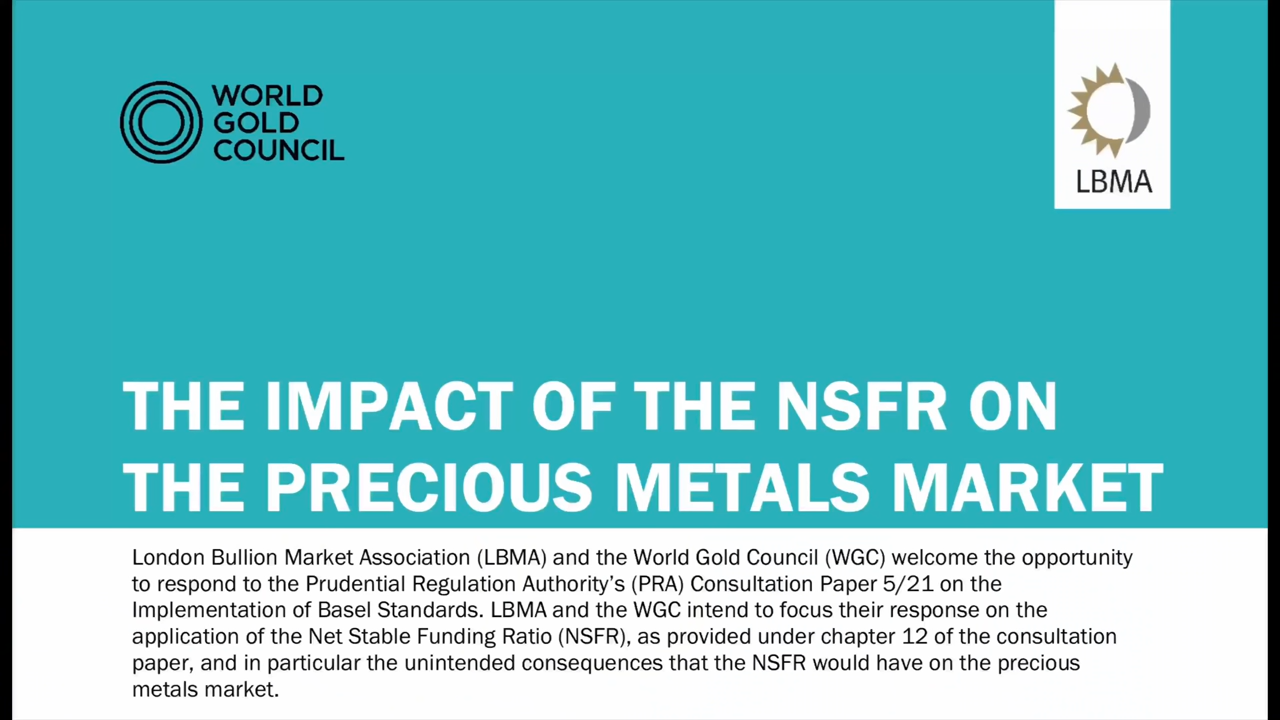 WORLD
GOLD
COUNCIL
LBMA
THE IMPACT OF THE NSFR ON
THE PRECIOUS METALS MARKET
London Bullion Market Association (LBMA) and the World Gold Council (WGC) welcome the opportunity
to respond to the Prudential Regulation Authority’s (PRA) Consultation Paper 5/21 on the
Implementation of Basel Standards. LBMA and the WGC intend to focus their response on the
application of the Net Stable Funding Ratio (NSFR), as provided under chapter 12 of the consultation
paper, and in particular the unintended consequences that the NSFR would have on the precious
metals market.